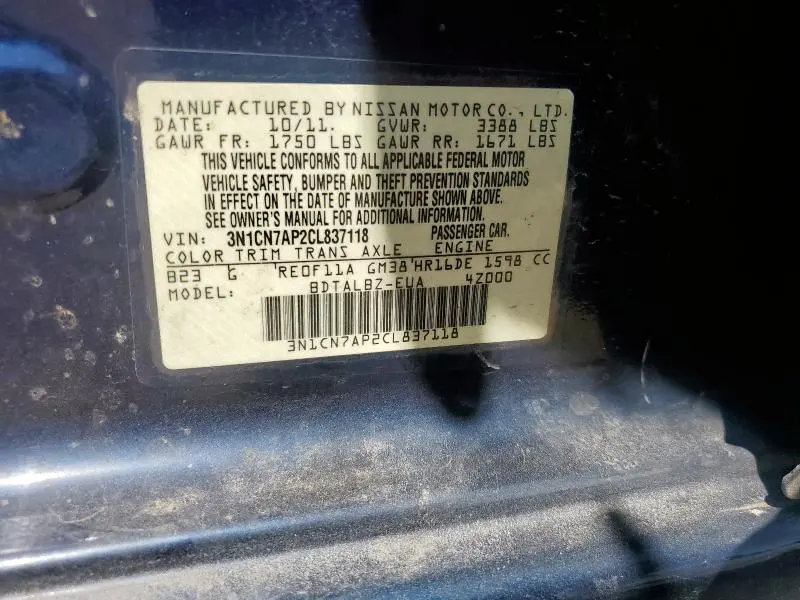 MANUFACTURED BY NISSAN MOTOR CO., LTD.
DATE: 10/11. GVWR: 3388 LBS
GAWR FR: 1750 LBS GAWR RR: 1671 LBS
THIS VEHICLE CONFORMS TO ALL APPLICABLE FEDERAL MOTOR
VEHICLE SAFETY, BUMPER AND THEFT PREVENTION STANDARDS
IN EFFECT ON THE DATE OF MANUFACTURE SHOWN ABOVE.
SEE OWNER'S MANUAL FOR ADDITIONAL INFORMATION.
VIN: 3N1CN7AP2CL837118 PASSENGER CAR.
COLOR TRIM TRANS AXLE ENGINE
B23 G 'RE0F11A GM38'HR16DE 1598 CC
MODEL: BDTALBZ-EUA 4Z000
3N1CN7AP2CL837118